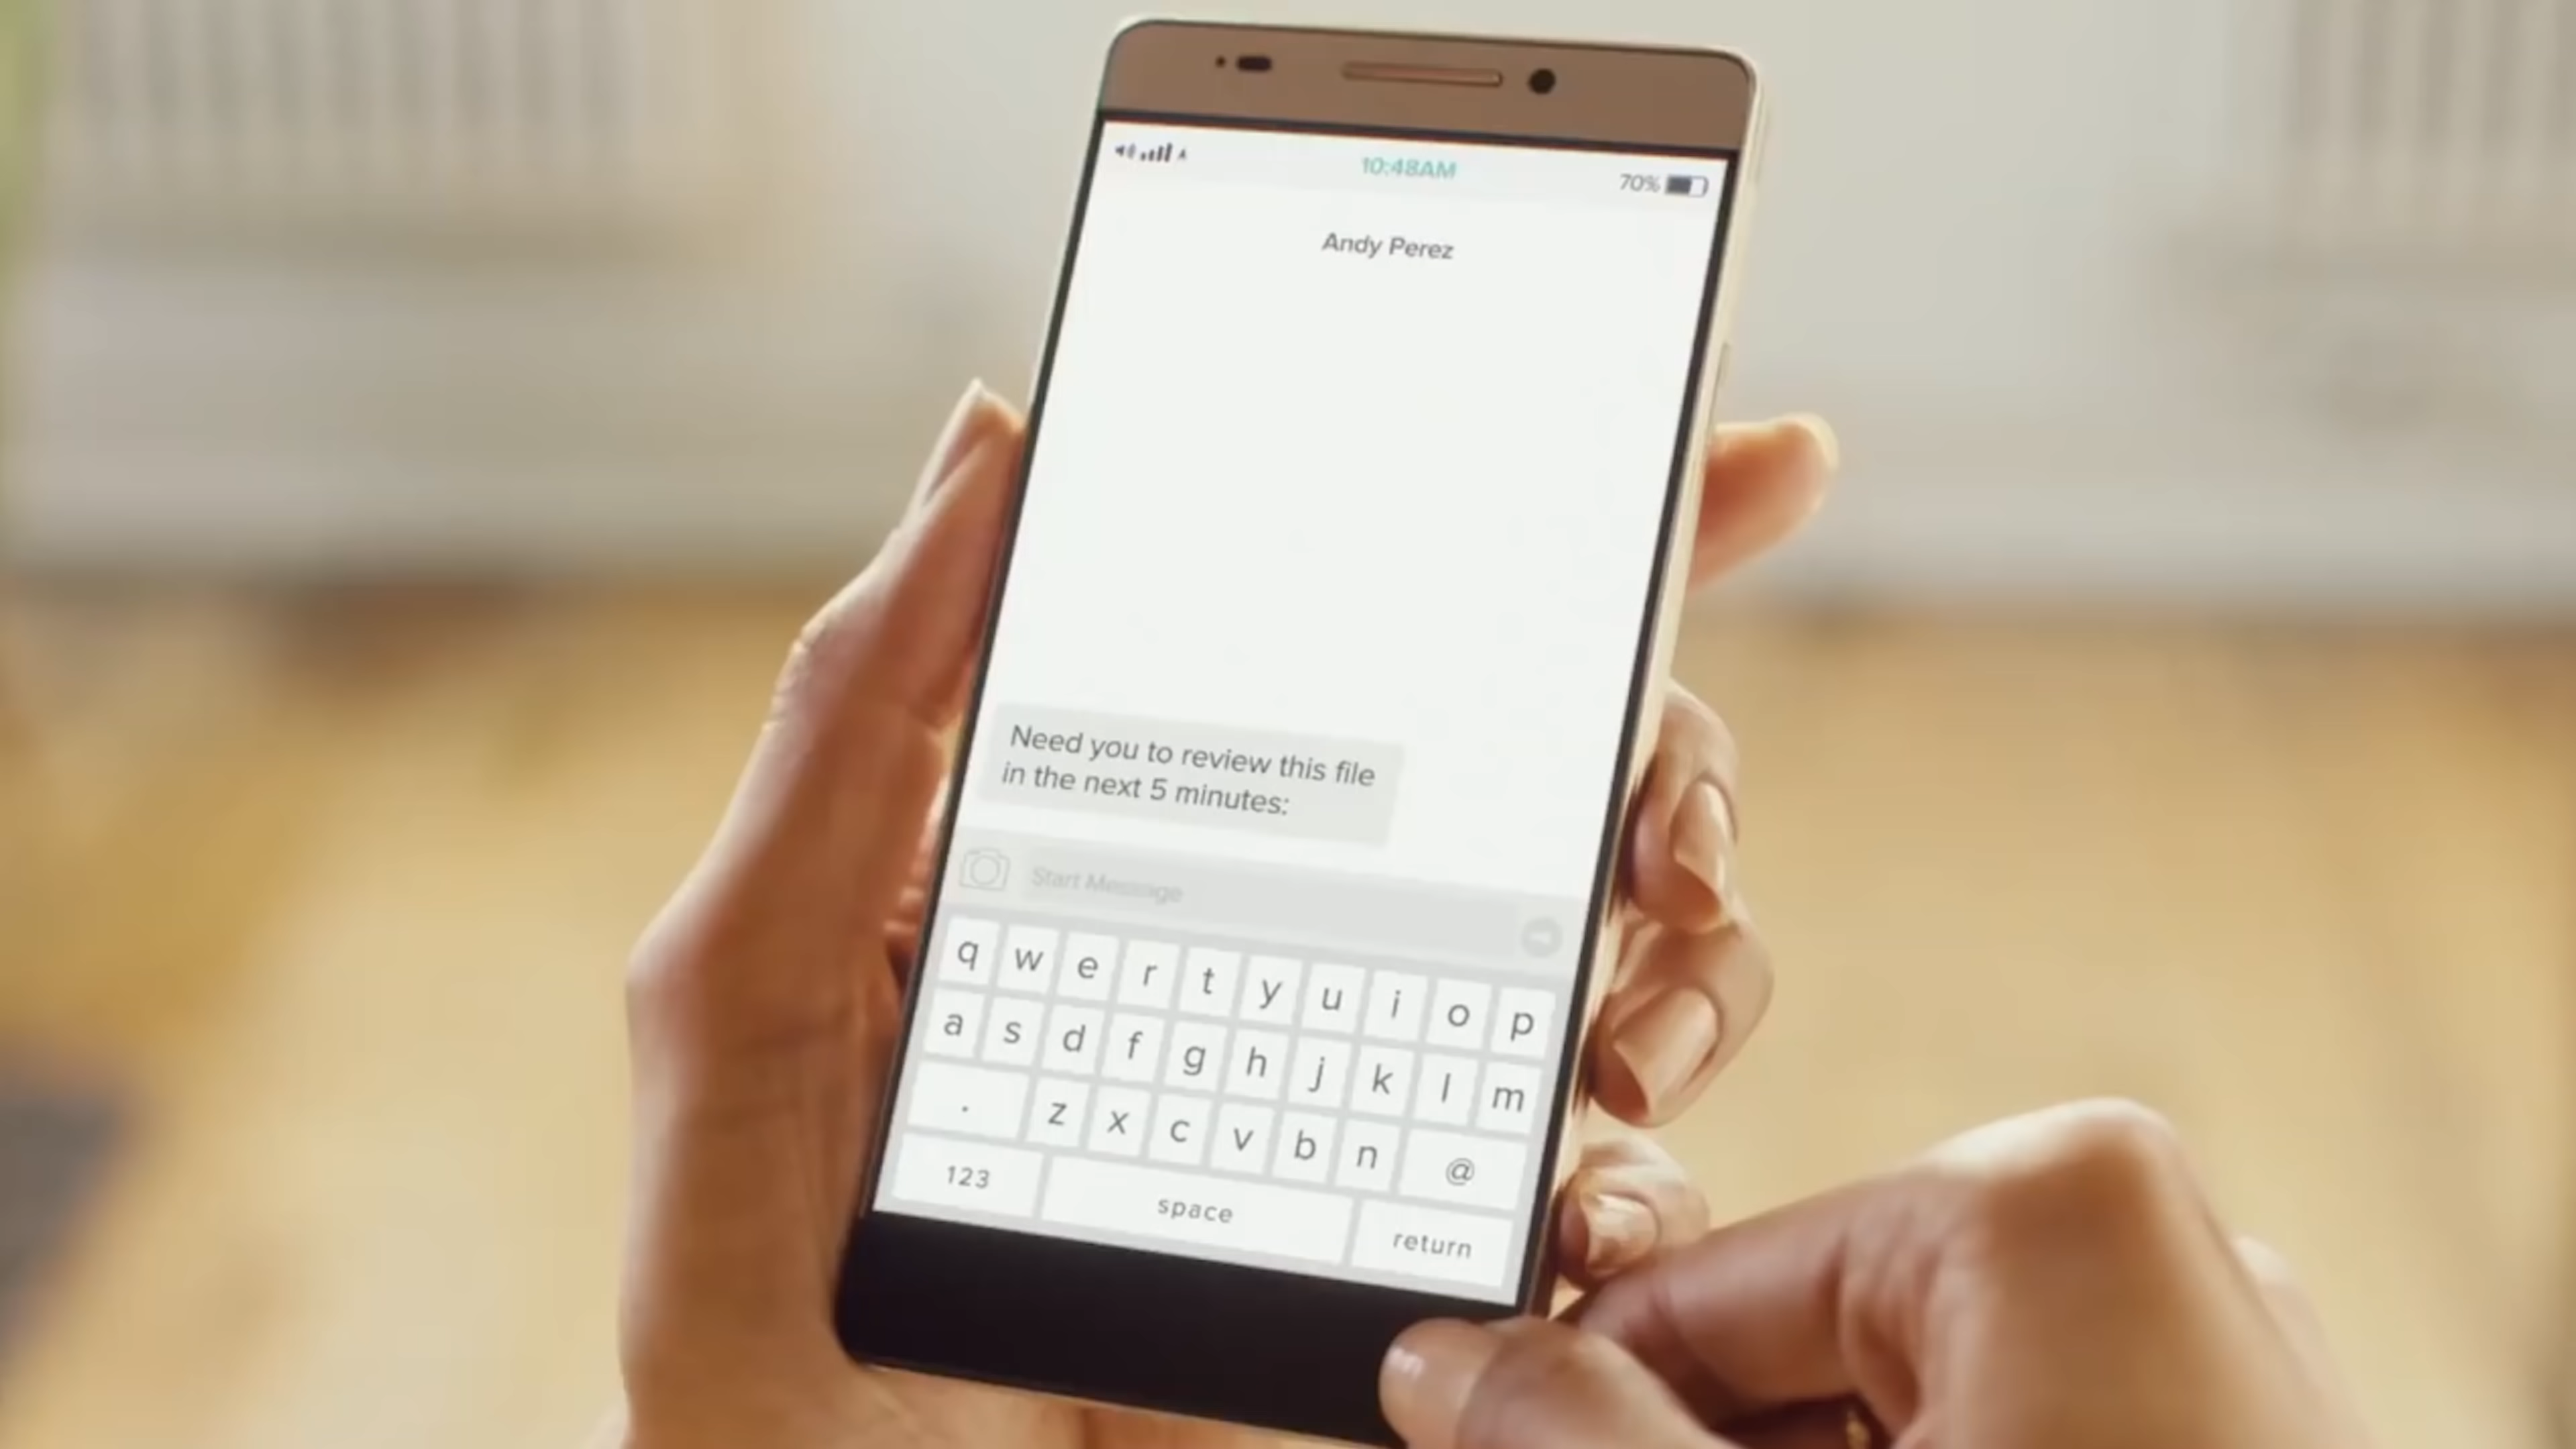 10:48AM
70%
Andy Perez
Need you to review this file
in the next 5 minutes:
Start Message
q w e r t y u i o p
a s d f g h j k l m
. z x c v b n @
123 space return